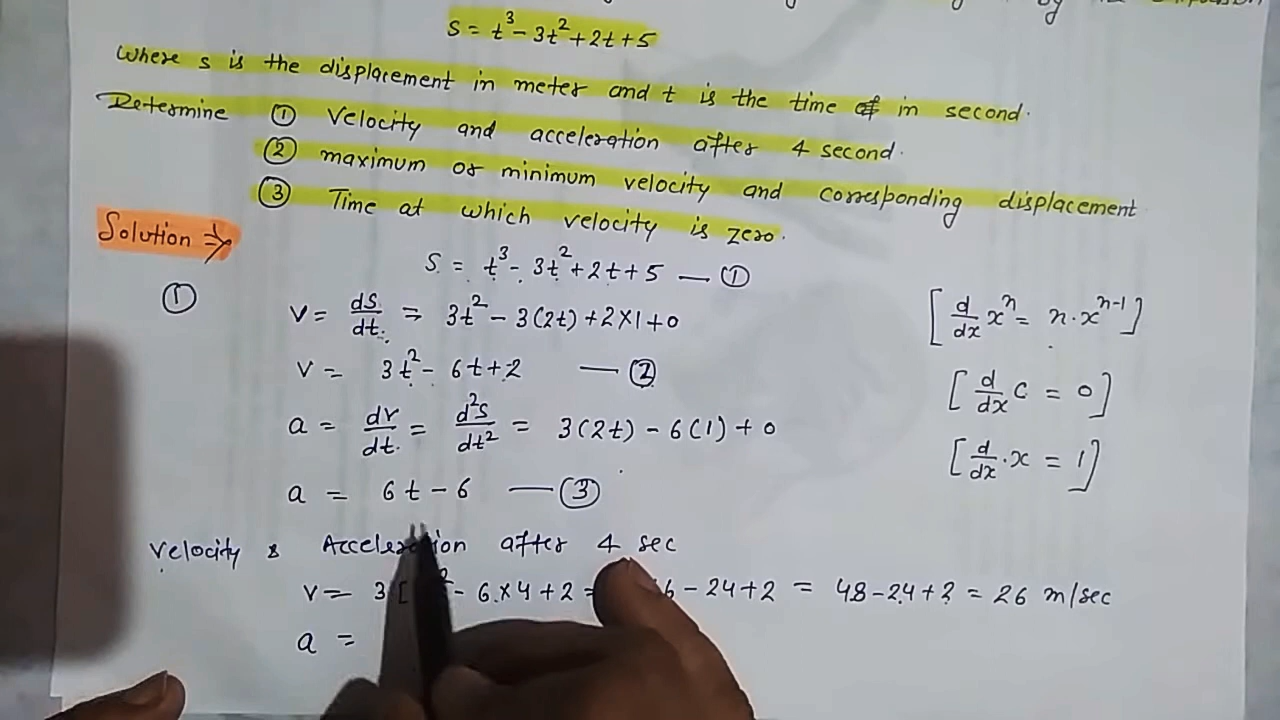 by
S = t³ - 3t² + 2t + 5
where s is the displacement in meter and t is the time in second.
Determine ① Velocity and acceleration after 4 second.
② maximum or minimum velocity and corresponding displacement
③ Time at which velocity is zero.
Solution ⇒
S = t³ - 3t² + 2t + 5 — ①
① v = dS/dt ⇒ 3t² - 3(2t) + 2×1 + 0 [d/dx xⁿ = n·xⁿ⁻¹]
v = 3t² - 6t + 2 — ② [d/dx C = 0]
a = dv/dt = d²S/dt² = 3(2t) - 6(1) + 0 [d/dx · x = 1]
a = 6t - 6 — ③
Velocity & Acceleration after 4 sec
v = 3[ ² - 6×4 + 2 = 6 - 24 + 2 = 48 - 24 + 2 = 26 m/sec
a =